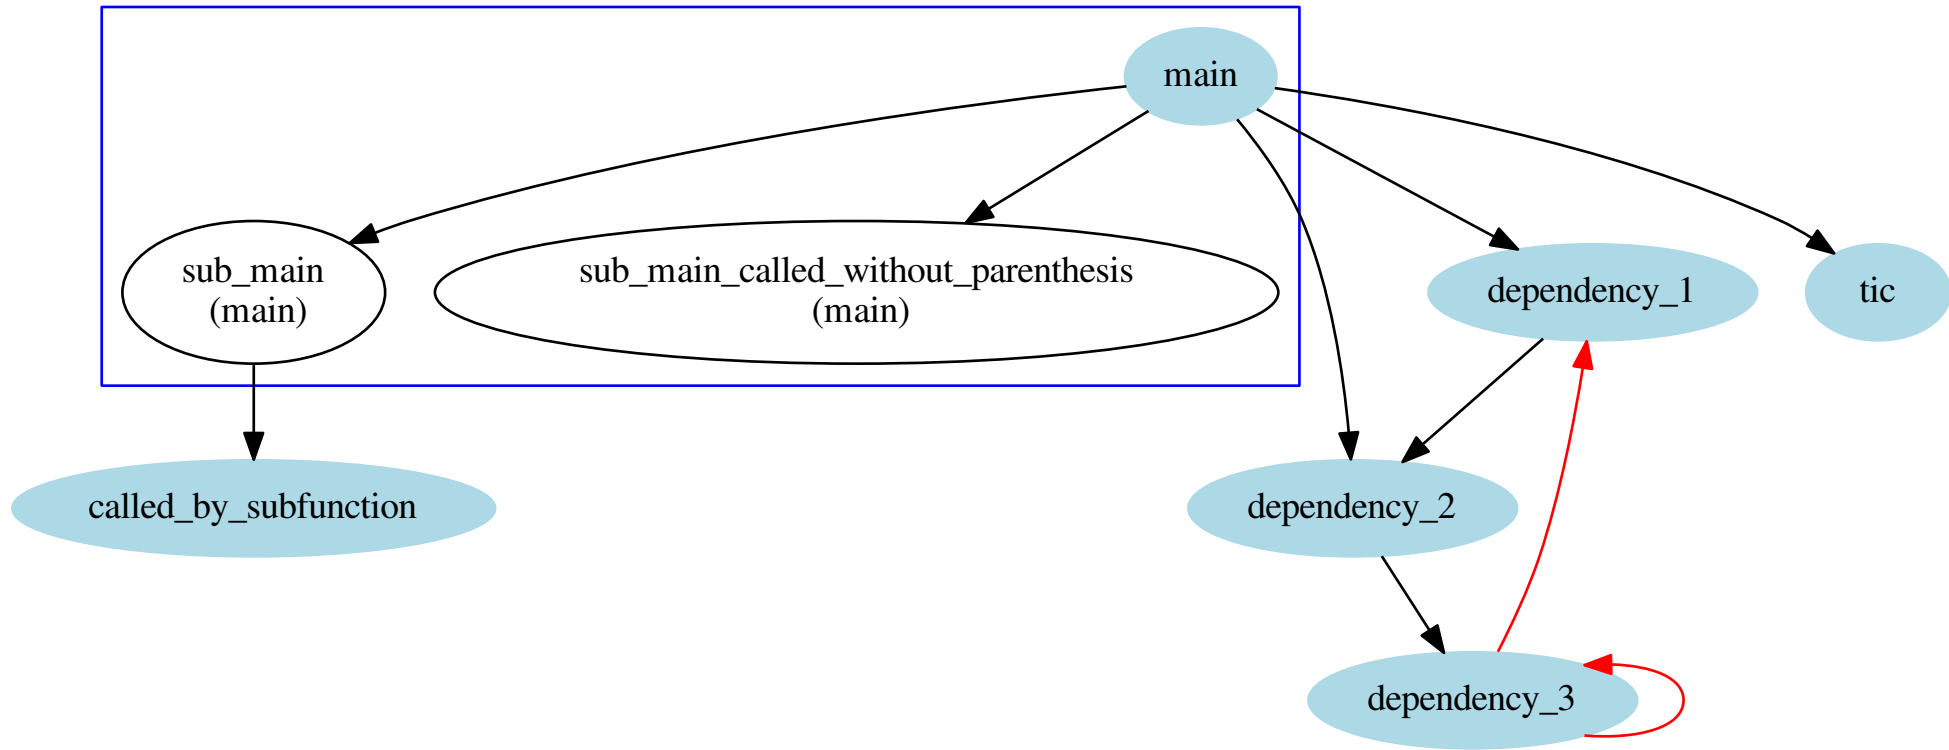 main
sub_main
(main)
sub_main_called_without_parenthesis
(main)
dependency_1
tic
called_by_subfunction
dependency_2
dependency_3